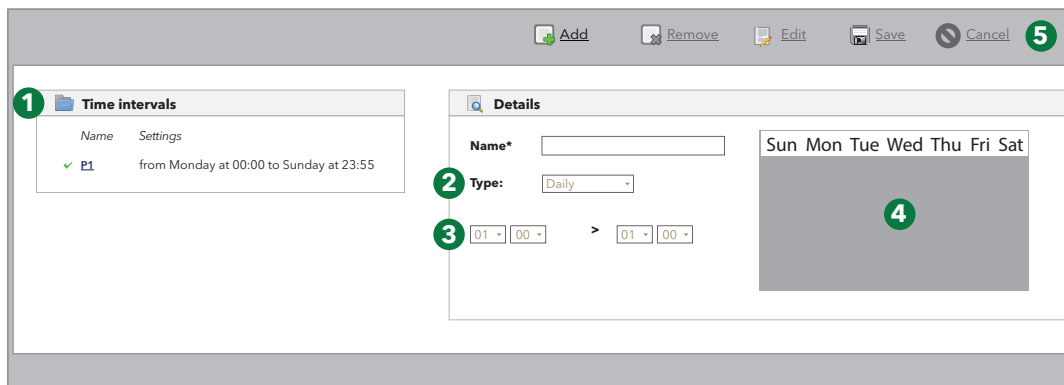 Add Remove Edit Save Cancel 5
1 Time intervals
Name Settings
P1 from Monday at 00:00 to Sunday at 23:55
Details
Name*
2 Type: Daily
3 01 00 > 01 00
Sun Mon Tue Wed Thu Fri Sat
4